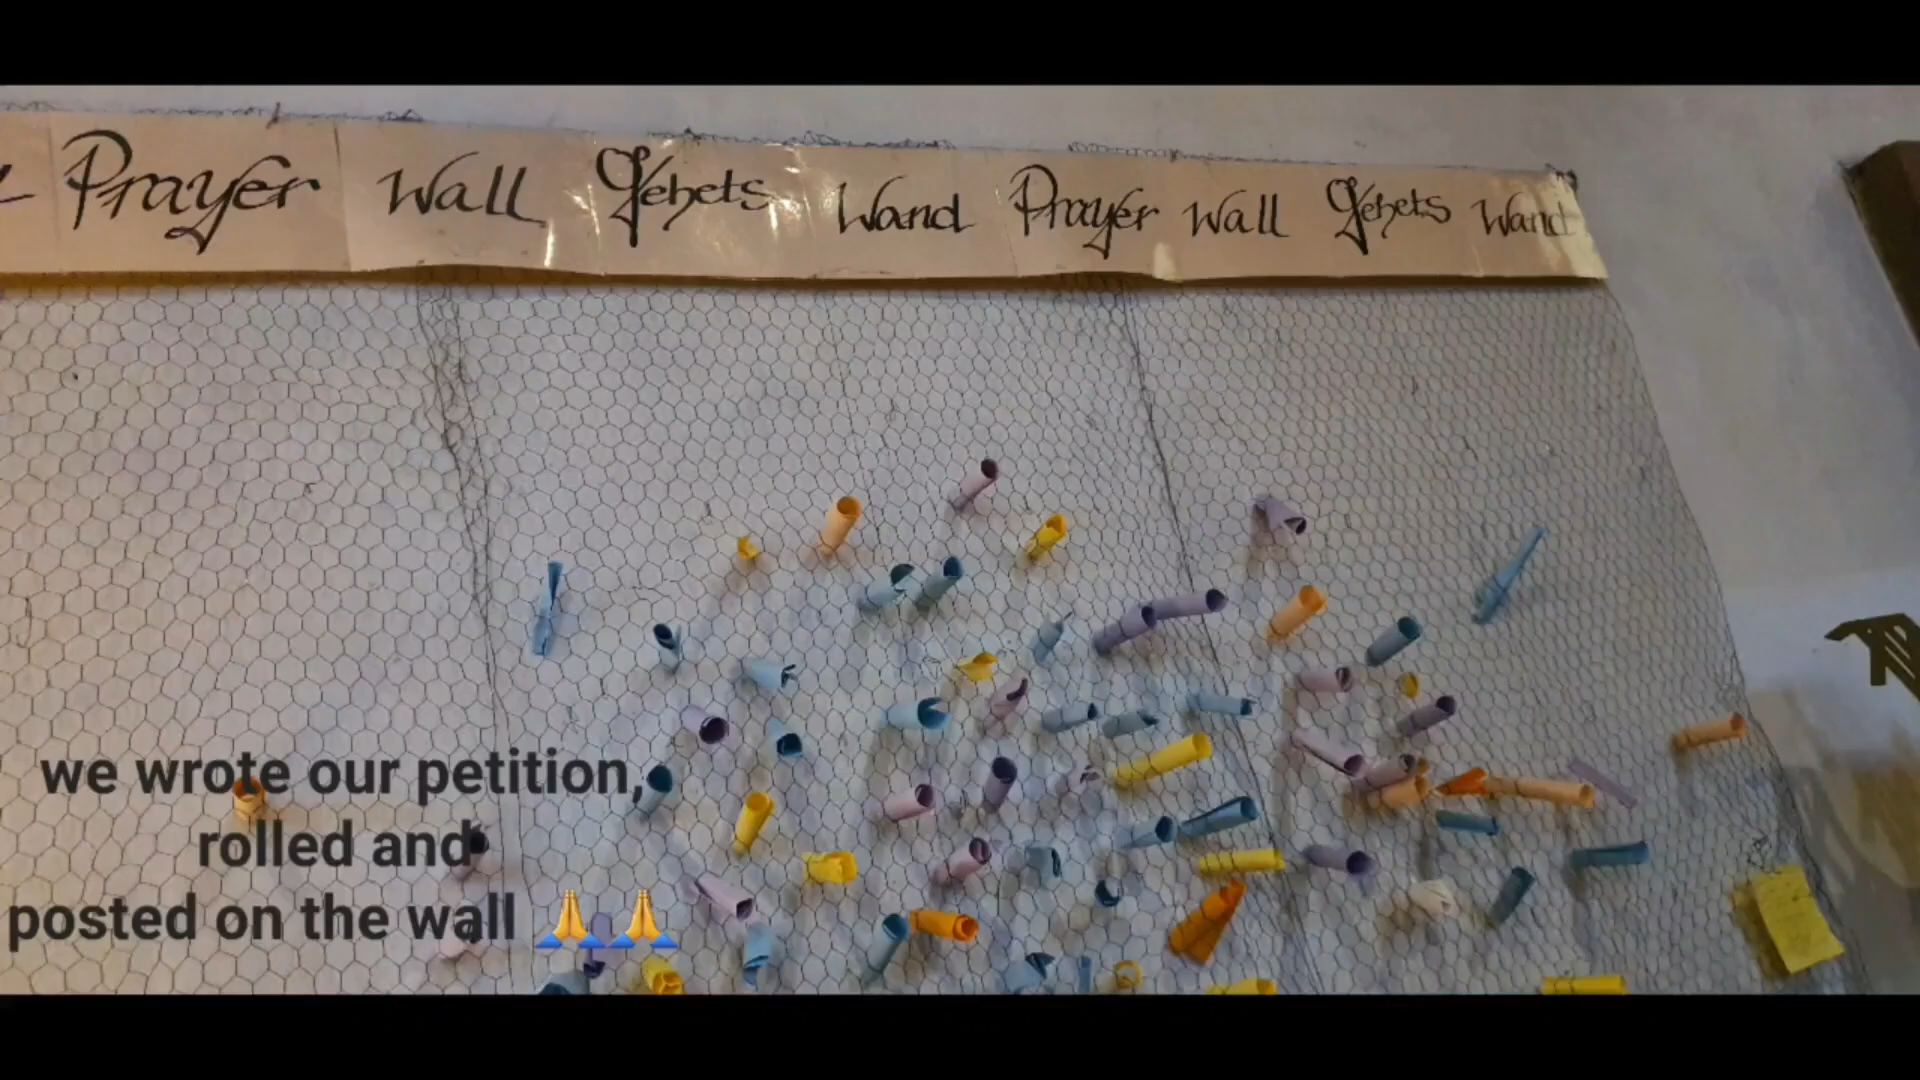 Prayer Wall Gebets Wand Prayer Wall Gebets Wand
we wrote our petition,
rolled and
posted on the wall 🙏🙏